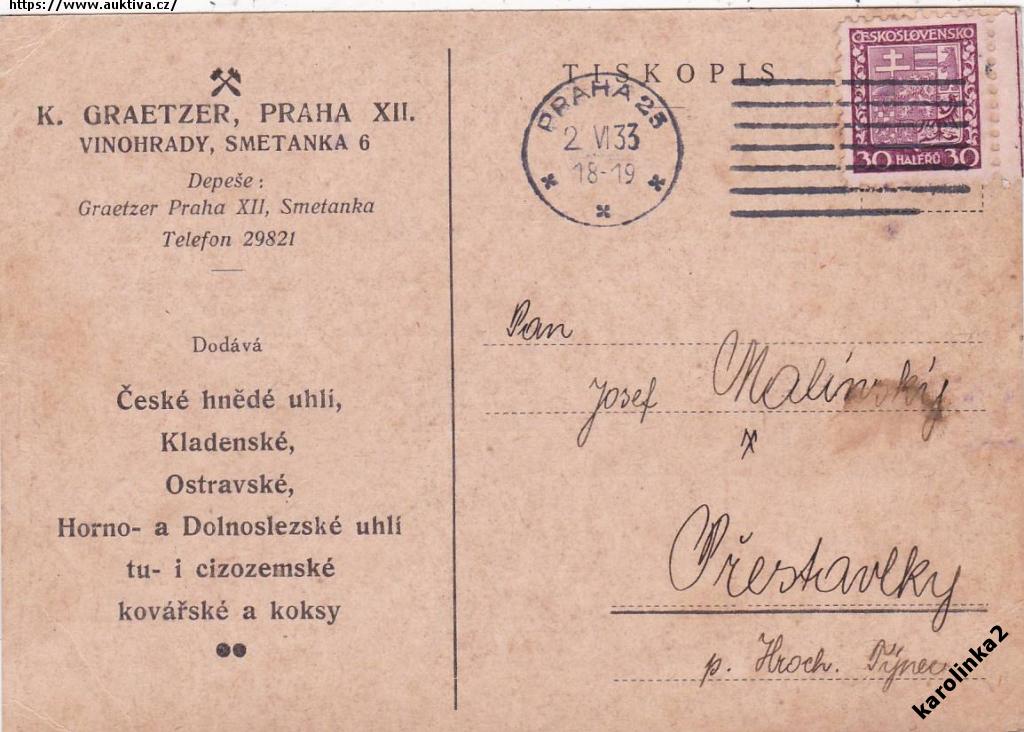 https://www.auktiva.cz/
K. GRAETZER, PRAHA XII.
VINOHRADY, SMETANKA 6
Depeše :
Graetzer Praha XII, Smetanka
Telefon 29821
Dodává
České hnědé uhlí,
Kladenské,
Ostravské,
Horno- a Dolnoslezské uhlí
tu- i cizozemské
kovářské a koksy
TISKOPIS
PRAHA 25
2 VI 33
18-19
ČESKOSLOVENSKO
30 HALÉŘŮ 30
Pan
Josef Malínský
Přestavlky
p. Hroch. Týnec
karolinka2